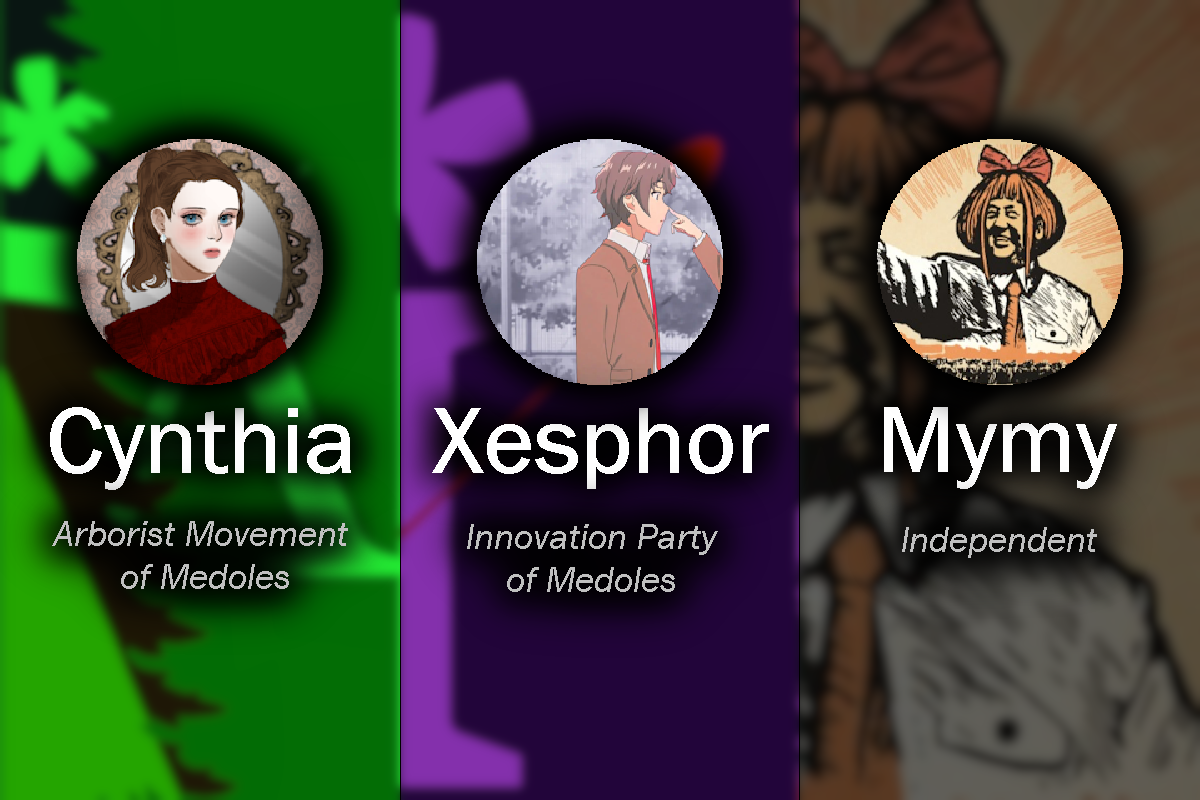 Cynthia
Arborist Movement
of Medoles
Xesphor
Innovation Party
of Medoles
Mymy
Independent